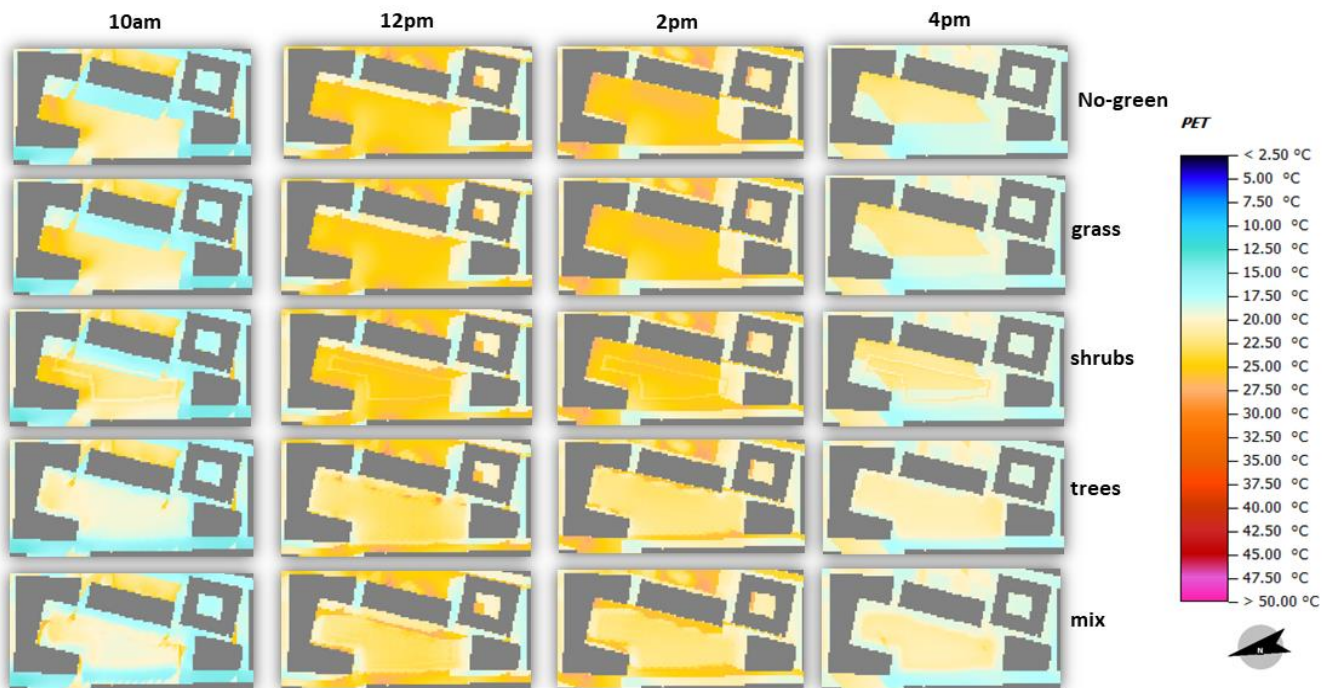 10am 12pm 2pm 4pm
No-green
PET
< 2.50 °C
5.00 °C
7.50 °C
10.00 °C
grass
12.50 °C
15.00 °C
17.50 °C
20.00 °C
22.50 °C
shrubs
25.00 °C
27.50 °C
30.00 °C
32.50 °C
35.00 °C
trees
37.50 °C
40.00 °C
42.50 °C
45.00 °C
47.50 °C
> 50.00 °C
mix
N